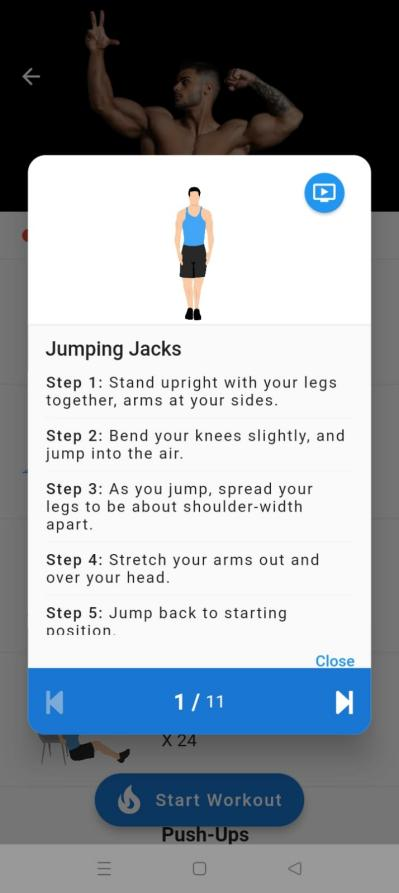 Jumping Jacks
Step 1: Stand upright with your legs
together, arms at your sides.
Step 2: Bend your knees slightly, and
jump into the air.
Step 3: As you jump, spread your
legs to be about shoulder-width
apart.
Step 4: Stretch your arms out and
over your head.
Step 5: Jump back to starting
position.
Close
1 / 11
X 24
Start Workout
Push-Ups